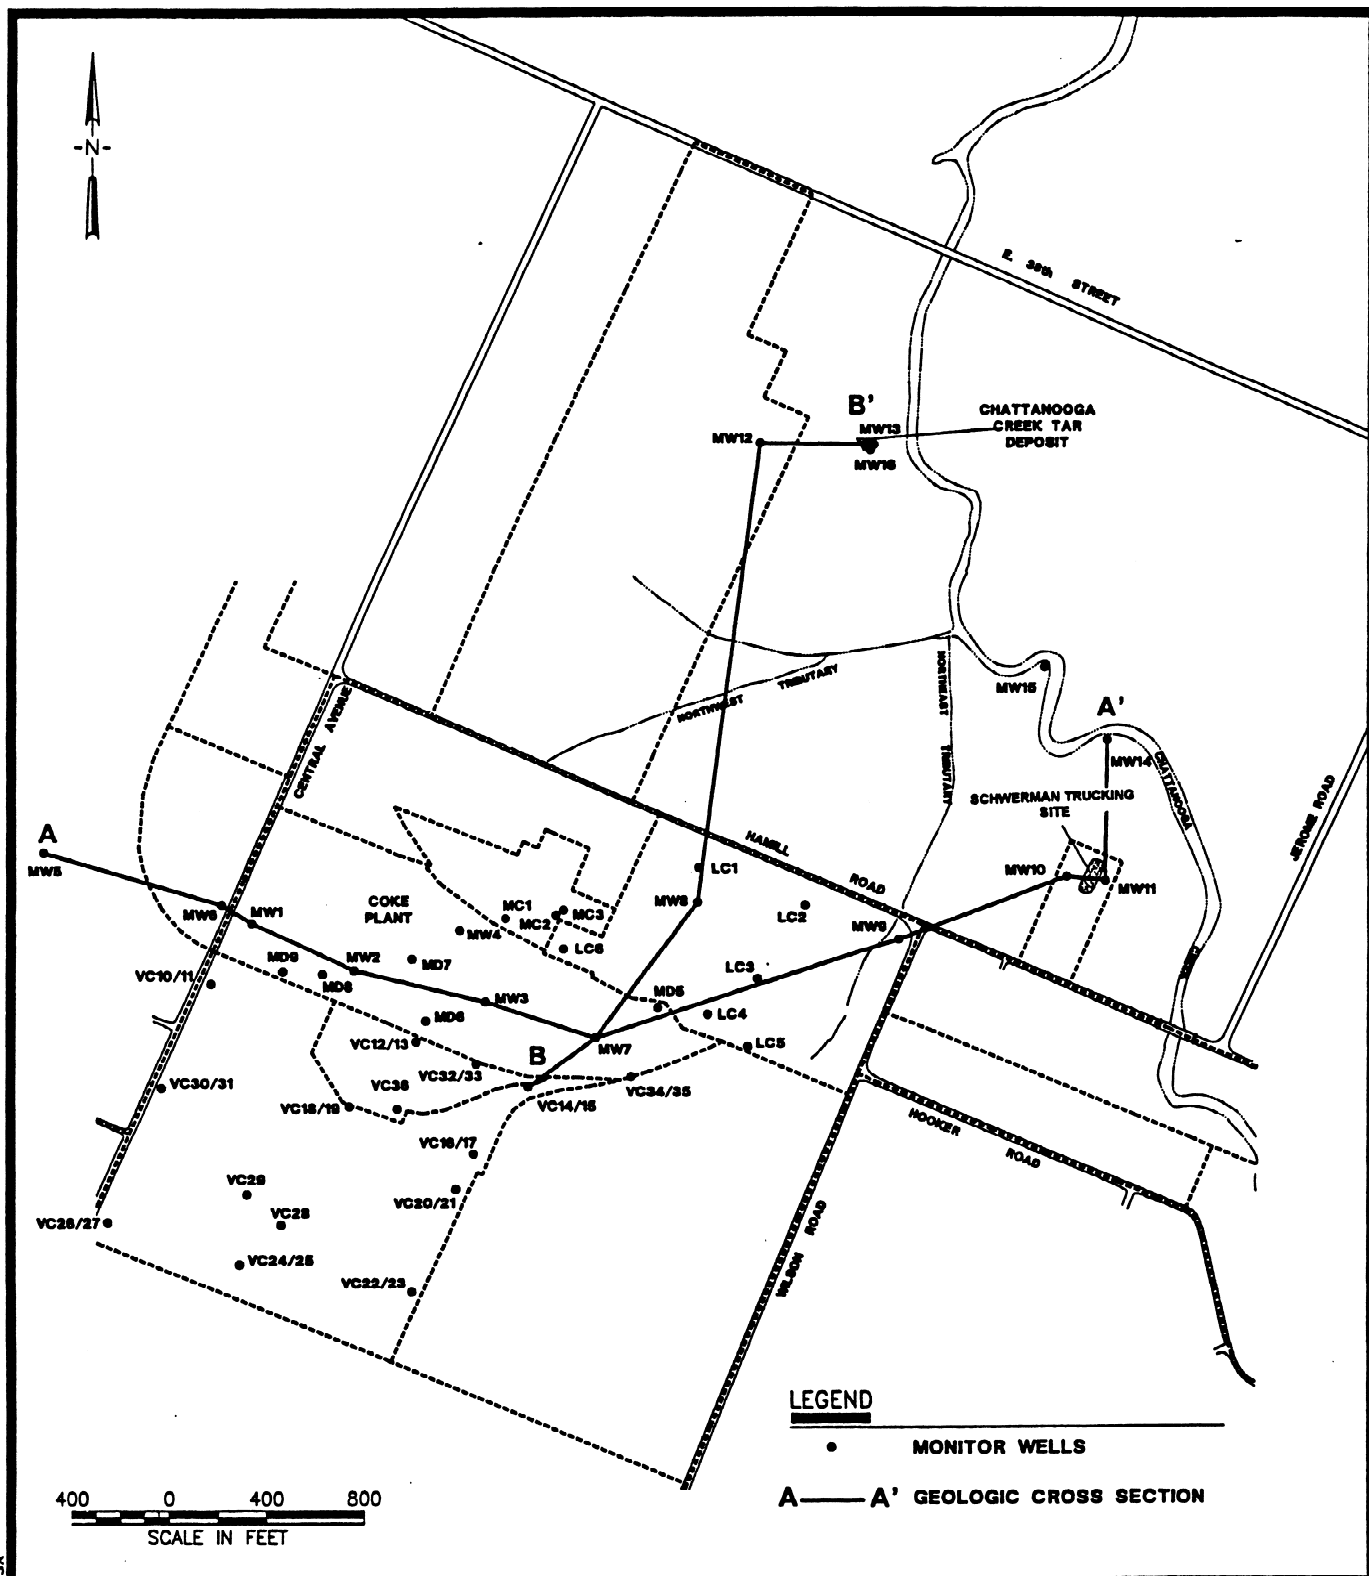 -N-
E. 38th STREET
B'
CHATTANOOGA
CREEK TAR
DEPOSIT
MW13
MW12
MW16
NORTHWEST TRIBUTARY
NORTHEAST TRIBUTARY
MW15
A'
MW14
CHATTANOOGA
CREEK
SCHWERMAN TRUCKING
SITE
JEROME ROAD
CENTRAL AVENUE
HAMILL ROAD
A
MW5
MW6
MW1
COKE
PLANT
MC1
MC2
MC3
MW4
LC6
LC1
MW8
LC2
MW9
MW10
MW11
VC10/11
MD9
MW2
MD8
MD7
MW3
MD5
LC3
LC4
MD6
VC12/13
MW7
LC5
B
VC32/33
VC30/31
VC36
VC18/19
VC14/15
VC34/35
HOOKER ROAD
VC16/17
VC29
VC20/21
VC28
VC26/27
WILSON ROAD
VC24/25
VC22/23
LEGEND
MONITOR WELLS
A A' GEOLOGIC CROSS SECTION
400 0 400 800
SCALE IN FEET